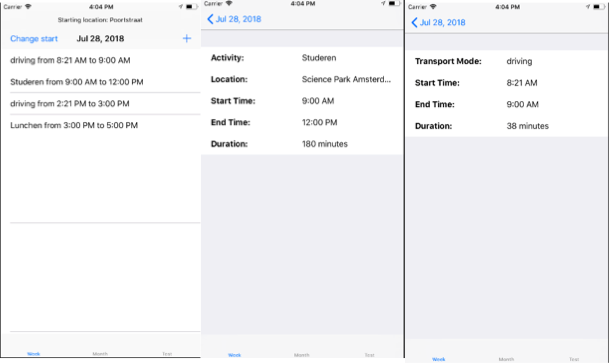 Carrier 4:04 PM
Starting location: Poortstraat
Change start Jul 28, 2018 +
driving from 8:21 AM to 9:00 AM
Studeren from 9:00 AM to 12:00 PM
driving from 2:21 PM to 3:00 PM
Lunchen from 3:00 PM to 5:00 PM
Week Month Test
Carrier 4:04 PM
Jul 28, 2018
Activity: Studeren
Location: Science Park Amsterd...
Start Time: 9:00 AM
End Time: 12:00 PM
Duration: 180 minutes
Week Month Test
Carrier 4:04 PM
Jul 28, 2018
Transport Mode: driving
Start Time: 8:21 AM
End Time: 9:00 AM
Duration: 38 minutes
Week Month Test